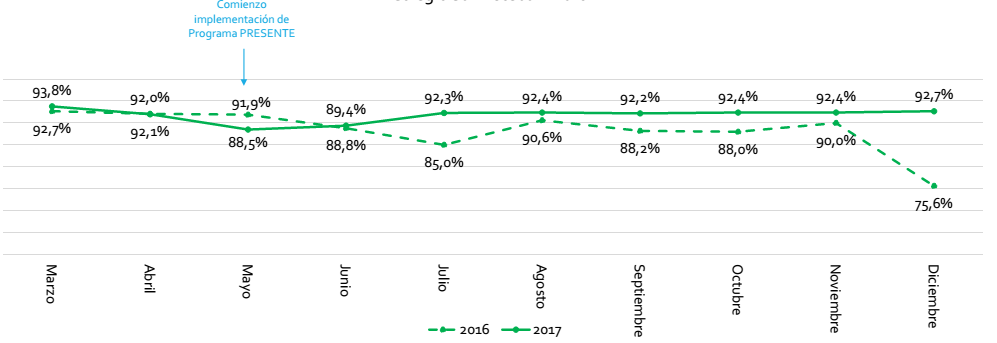 Comienzo
implementación de
Programa PRESENTE
93,8% 92,0% 91,9% 89,4% 92,3% 92,4% 92,2% 92,4% 92,4% 92,7%
92,7% 92,1% 88,5% 88,8% 85,0% 90,6% 88,2% 88,0% 90,0% 75,6%
Marzo Abril Mayo Junio Julio Agosto Septiembre Octubre Noviembre Diciembre
2016 2017